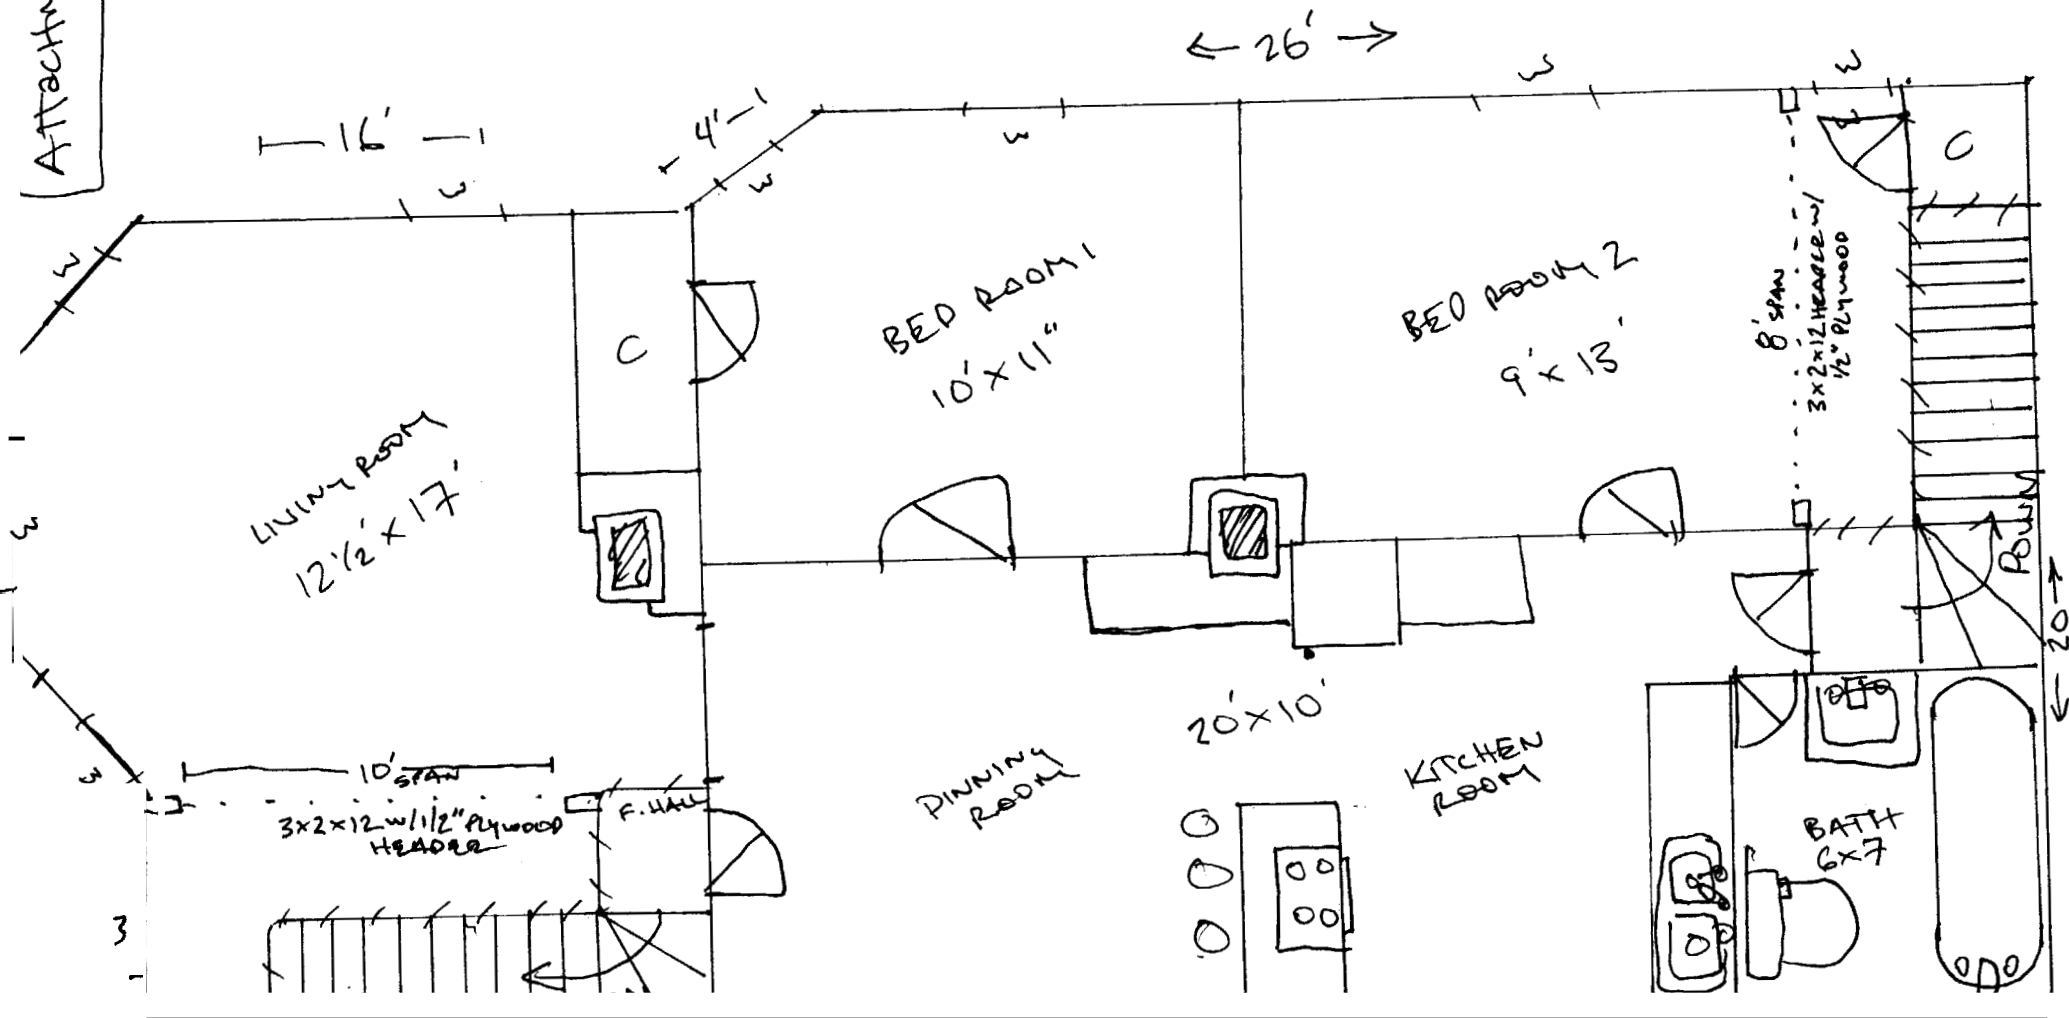 ATTACH
← 26' →
16'
4'
W
W
W
W
W
W
C
C
BED ROOM 1
10' X 11"
BED ROOM 2
9' X 13'
8' SPAN
3X2X12 HEADER W/
1/2" PLYWOOD
LIVING ROOM
12 1/2' X 17'
W
W
DOWN
← 20 →
20' X 10'
DINNING
ROOM
KITCHEN
ROOM
10' SPAN
3X2X12 W/ 1/2" PLYWOOD
HEADER
F. HALL
BATH
6X7